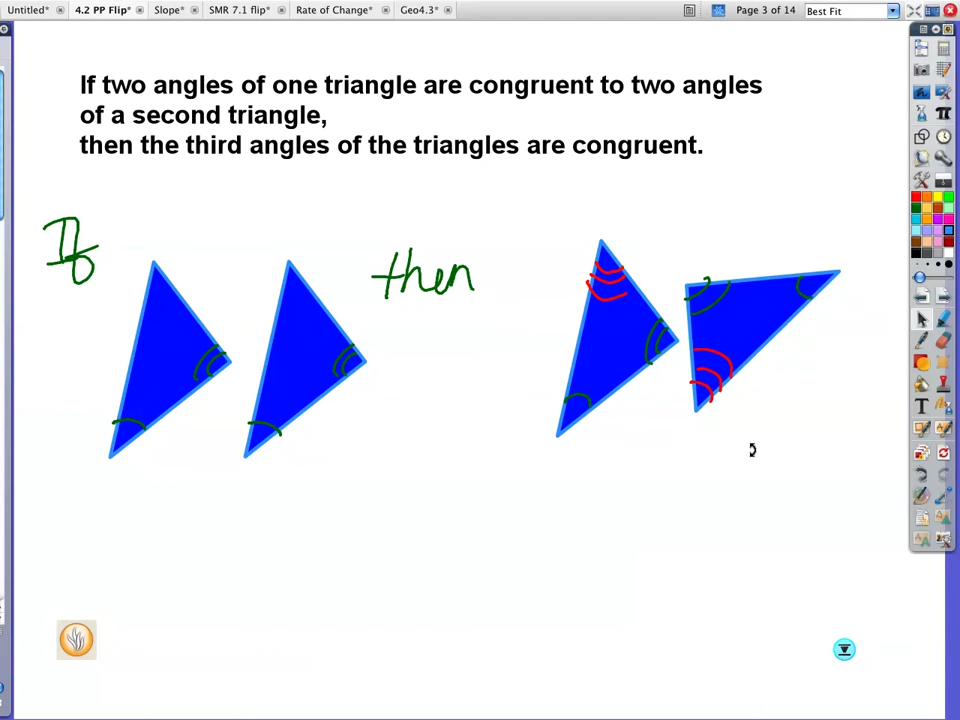 Untitled* 4.2 PP Flip* Slope* SMR 7.1 flip* Rate of Change* Geo4.3* Page 3 of 14 Best Fit
If two angles of one triangle are congruent to two angles
of a second triangle,
then the third angles of the triangles are congruent.
If
then